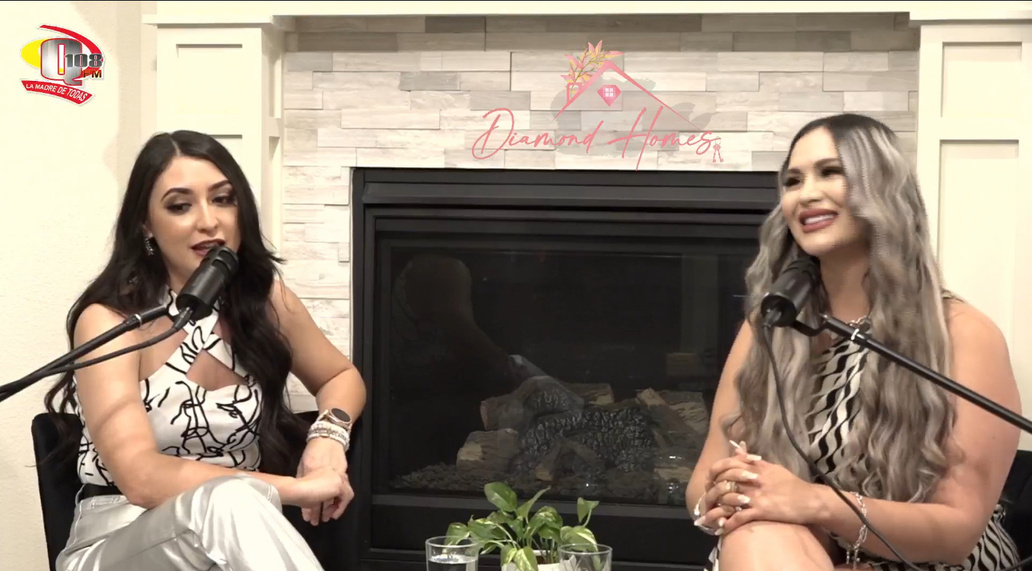 Q108
FM
LA MADRE DE TODAS
Diamond Homes